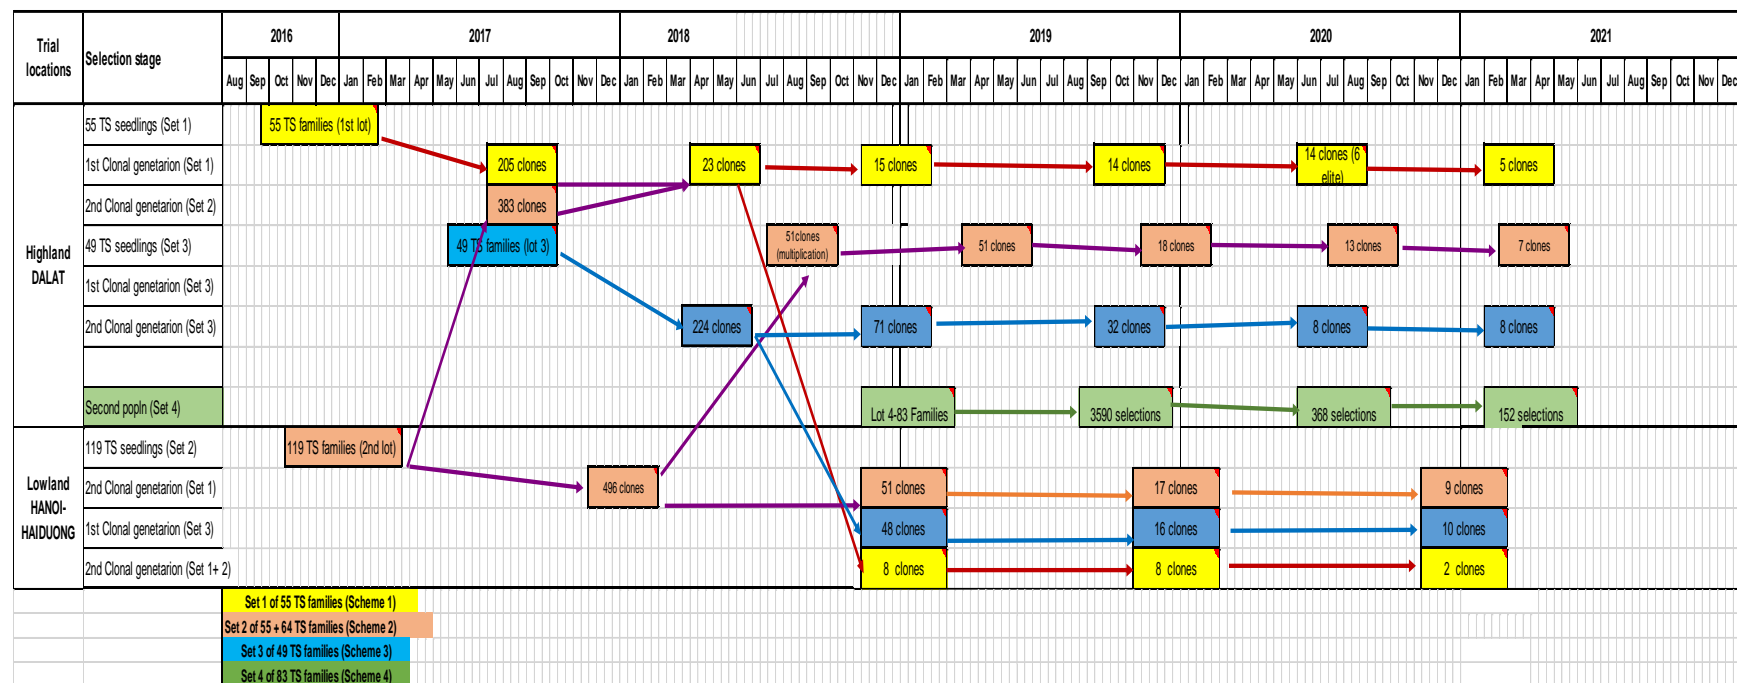 Trial locations
Selection stage
2016 2017 2018 2019 2020 2021
Aug Sep Oct Nov Dec Jan Feb Mar Apr May Jun Jul Aug Sep Oct Nov Dec Jan Feb Mar Apr May Jun Jul Aug Sep Oct Nov Dec Jan Feb Mar Apr May Jun Jul Aug Sep Oct Nov Dec Jan Feb Mar Apr May Jun Jul Aug Sep Oct Nov Dec Jan Feb Mar Apr May Jun Jul Aug Sep Oct Nov Dec
Highland
DALAT
55 TS seedlings (Set 1)
55 TS families (1st lot)
1st Clonal genetarion (Set 1)
205 clones
23 clones
15 clones
14 clones
14 clones (6
elite)
5 clones
2nd Clonal genetarion (Set 2)
383 clones
49 TS seedlings (Set 3)
49 TS families (lot 3)
51clones
(multiplication)
51 clones
18 clones
13 clones
7 clones
1st Clonal genetarion (Set 3)
2nd Clonal genetarion (Set 3)
224 clones
71 clones
32 clones
8 clones
8 clones
Second popln (Set 4)
Lot 4-83 Families
3590 selections
368 selections
152 selections
Lowland
HANOI-
HAIDUONG
119 TS seedlings (Set 2)
119 TS families (2nd lot)
2nd Clonal genetarion (Set 1)
496 clones
51 clones
17 clones
9 clones
1st Clonal genetarion (Set 3)
48 clones
16 clones
10 clones
2nd Clonal genetarion (Set 1+ 2)
8 clones
8 clones
2 clones
Set 1 of 55 TS families (Scheme 1)
Set 2 of 55 + 64 TS families (Scheme 2)
Set 3 of 49 TS families (Scheme 3)
Set 4 of 83 TS families (Scheme 4)